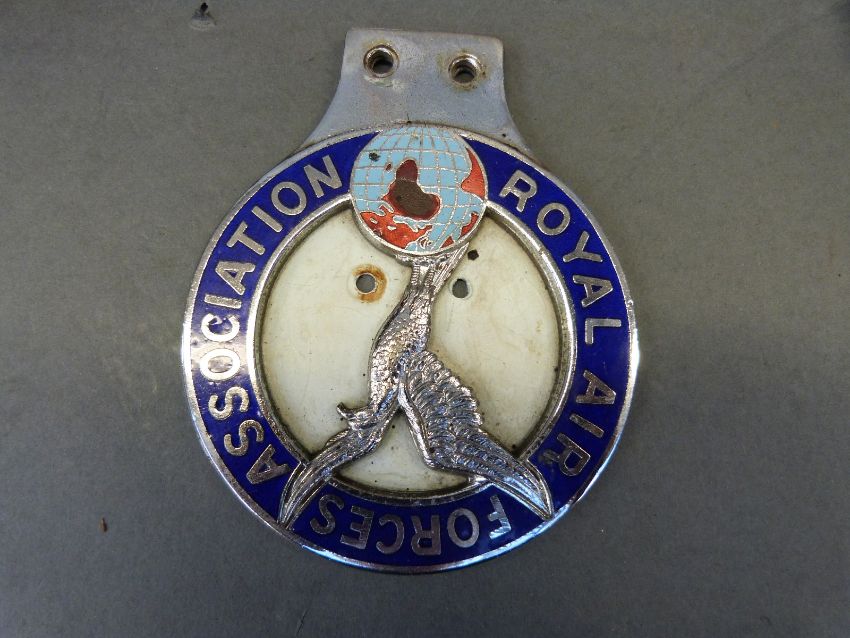 ROYAL AIR FORCES ASSOCIATION